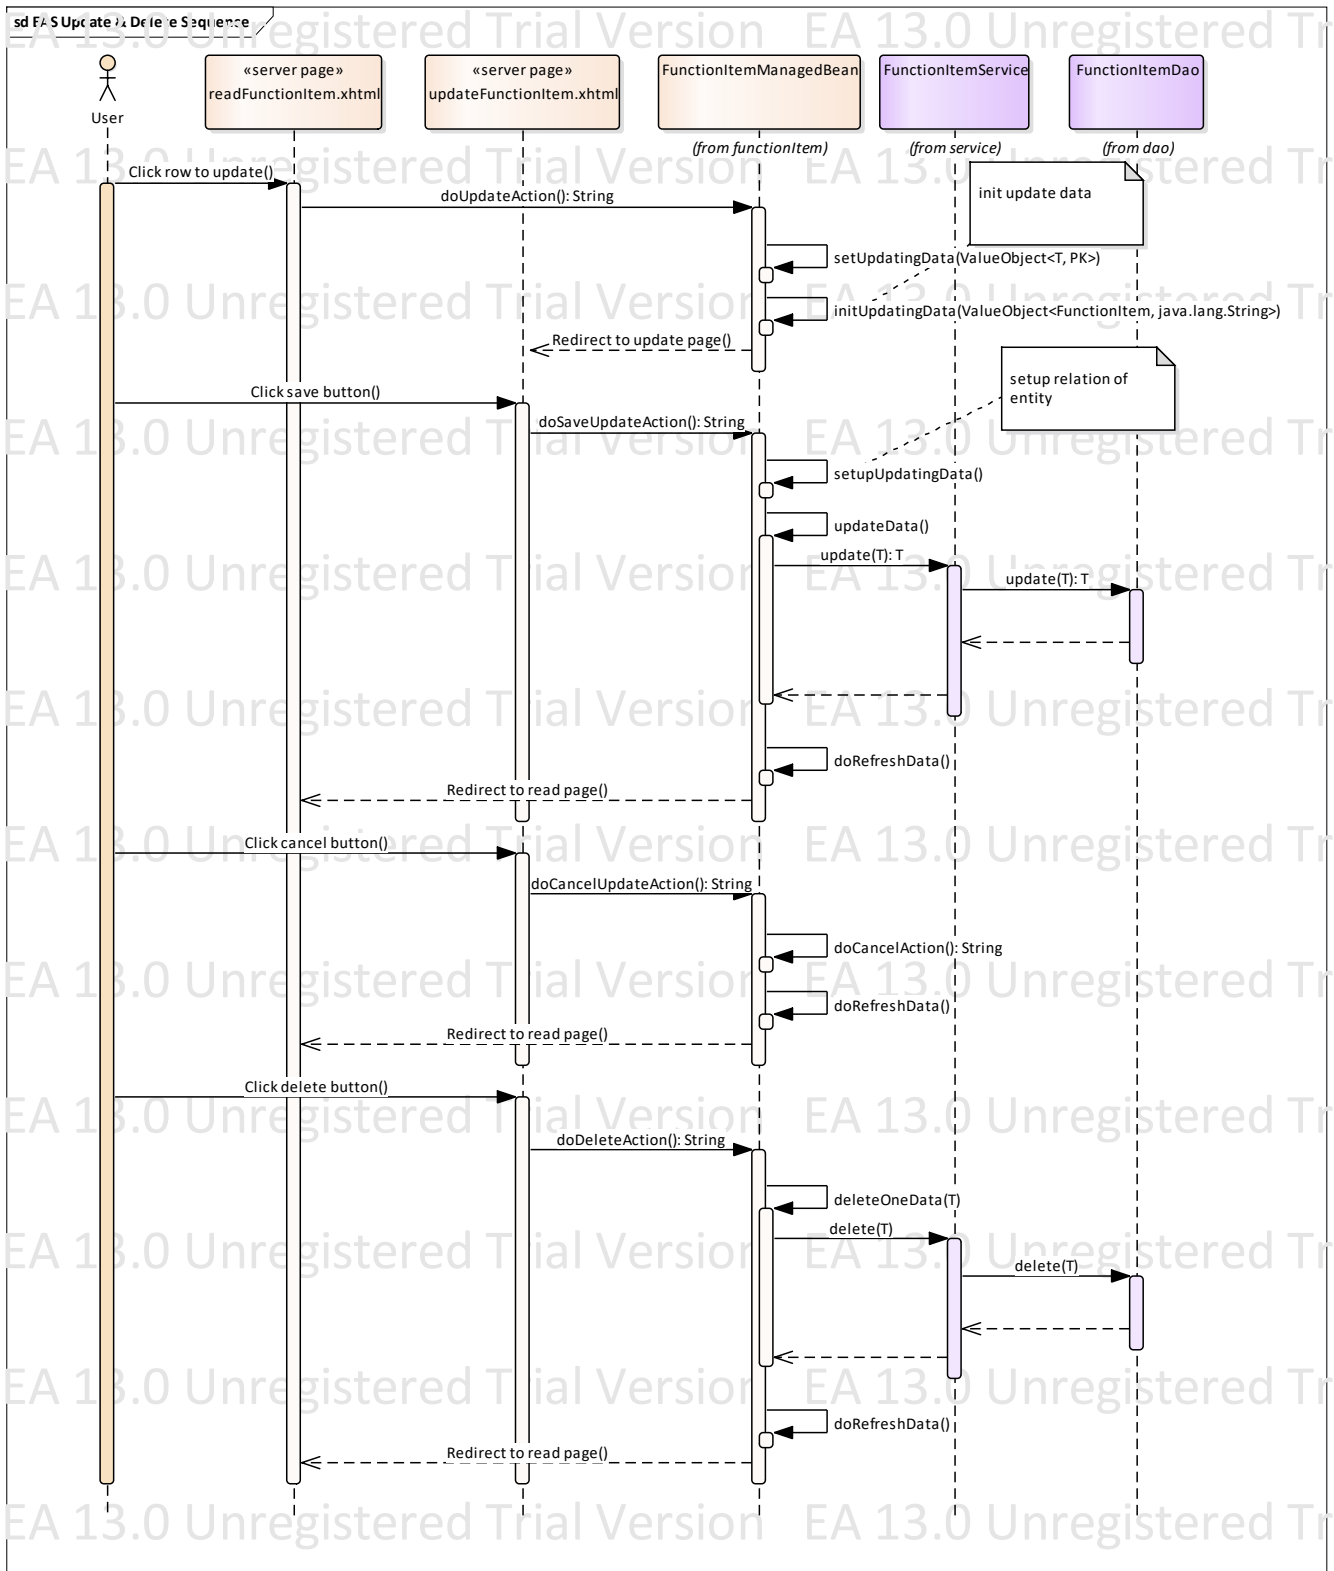 sd EAS Update & Delete Sequence
«server page»
readFunctionItem.xhtml
«server page»
updateFunctionItem.xhtml
FunctionItemManagedBean
FunctionItemService
FunctionItemDao
User
(from functionItem)
(from service)
(from dao)
Click row to update()
init update data
doUpdateAction(): String
setUpdatingData(ValueObject<T, PK>)
initUpdatingData(ValueObject<FunctionItem, java.lang.String>)
Redirect to update page()
setup relation of
entity
Click save button()
doSaveUpdateAction(): String
setupUpdatingData()
updateData()
update(T): T
update(T): T
doRefreshData()
Redirect to read page()
Click cancel button()
doCancelUpdateAction(): String
doCancelAction(): String
doRefreshData()
Redirect to read page()
Click delete button()
doDeleteAction(): String
deleteOneData(T)
delete(T)
delete(T)
doRefreshData()
Redirect to read page()
EA 13.0 Unregistered Trial Version